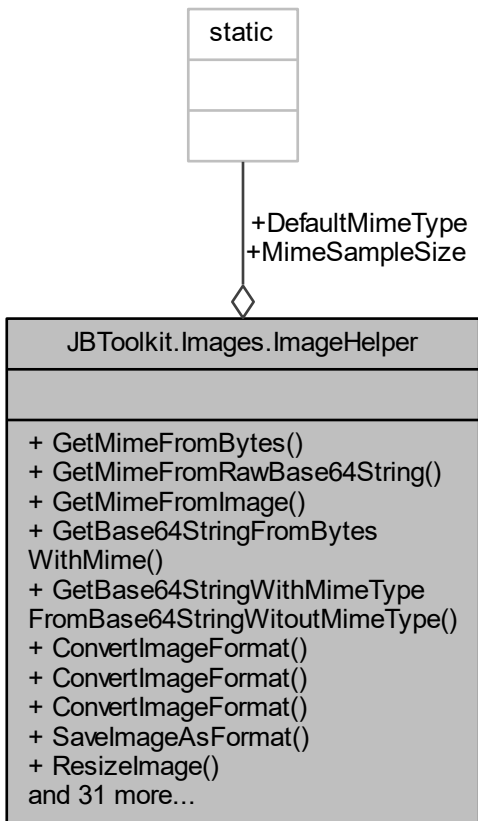 static
+DefaultMimeType
+MimeSampleSize
JBToolkit.Images.ImageHelper
+ GetMimeFromBytes()
+ GetMimeFromRawBase64String()
+ GetMimeFromImage()
+ GetBase64StringFromBytes
WithMime()
+ GetBase64StringWithMimeType
FromBase64StringWitoutMimeType()
+ ConvertImageFormat()
+ ConvertImageFormat()
+ ConvertImageFormat()
+ SaveImageAsFormat()
+ ResizeImage()
and 31 more...